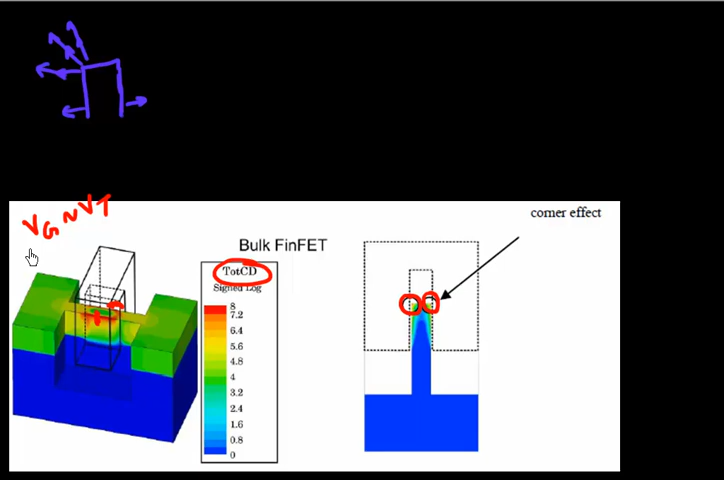 VG ~ VT
Bulk FinFET
corner effect
TotCD
Signed Log
8
7.2
6.4
5.6
4.8
4
3.2
2.4
1.6
0.8
0